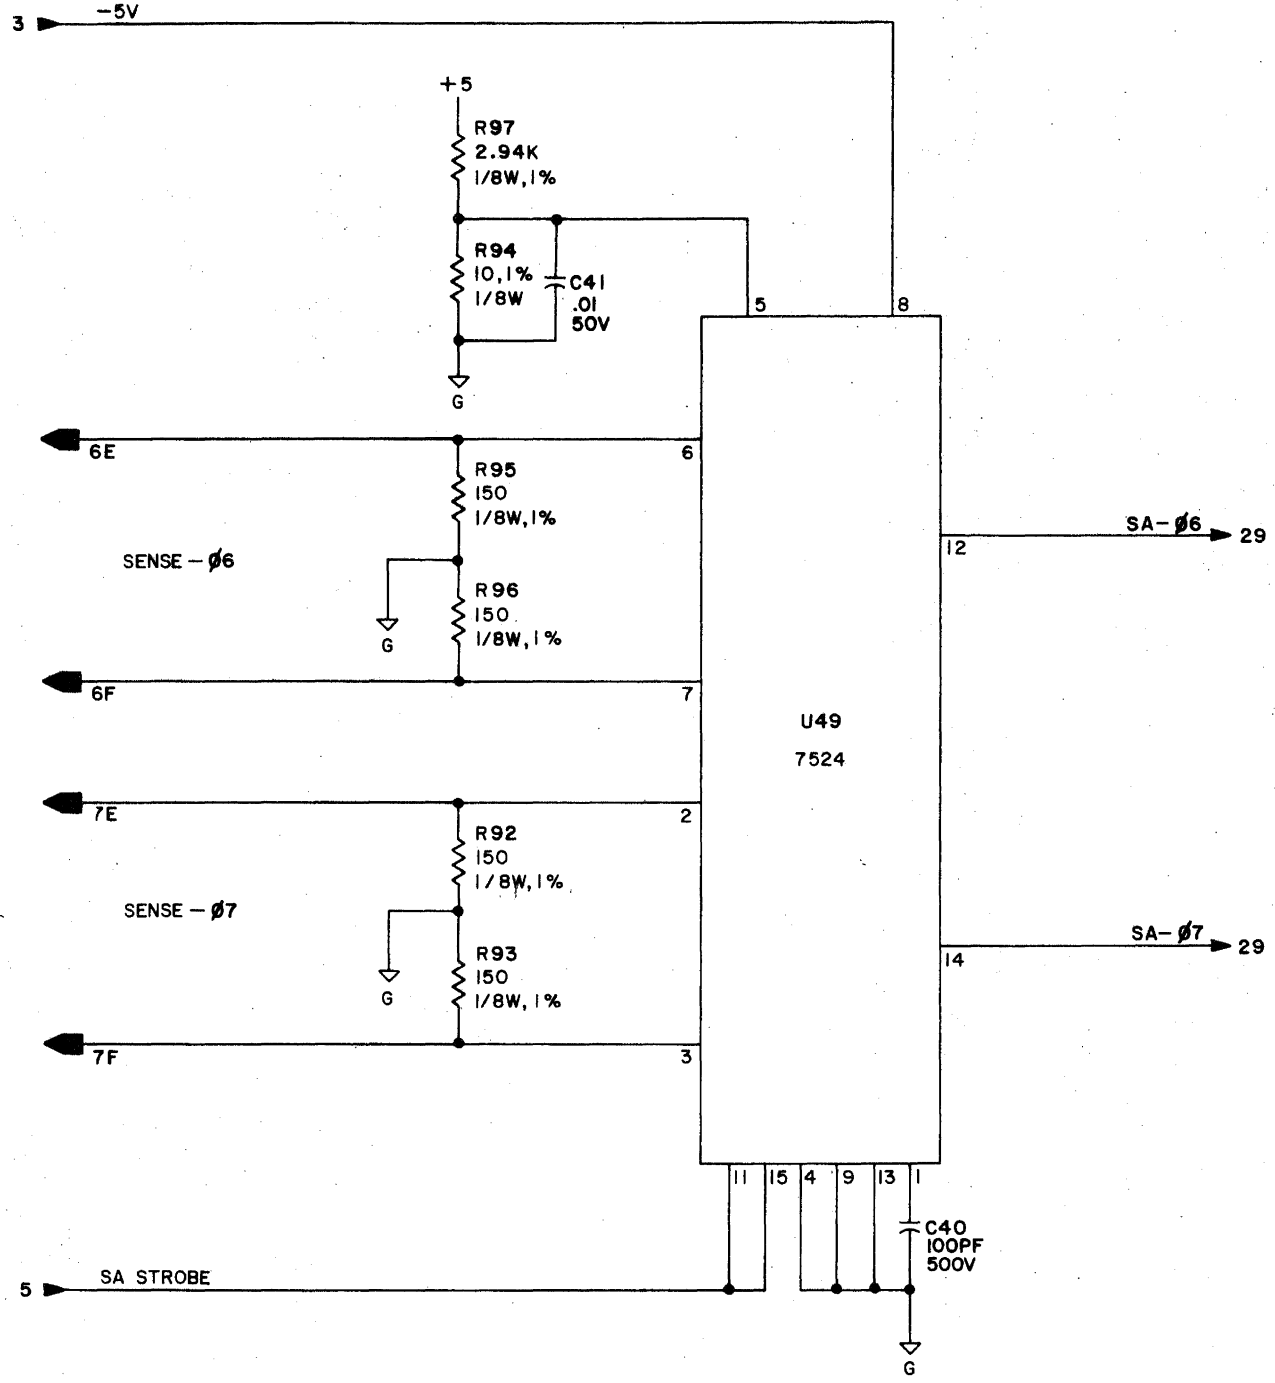 -5V
3
+5
R97
2.94K
1/8W,1%
R94
10,1%
1/8W
C41
.01
50V
G
5
8
6E
6
R95
150
1/8W,1%
SENSE-Ø6
G
R96
150
1/8W,1%
6F
7
SA-Ø6
29
12
U49
7524
7E
2
R92
150
1/8W,1%
SENSE-Ø7
G
R93
150
1/8W,1%
7F
3
SA-Ø7
29
14
11
15
4
9
13
1
C40
100PF
500V
SA STROBE
5
G